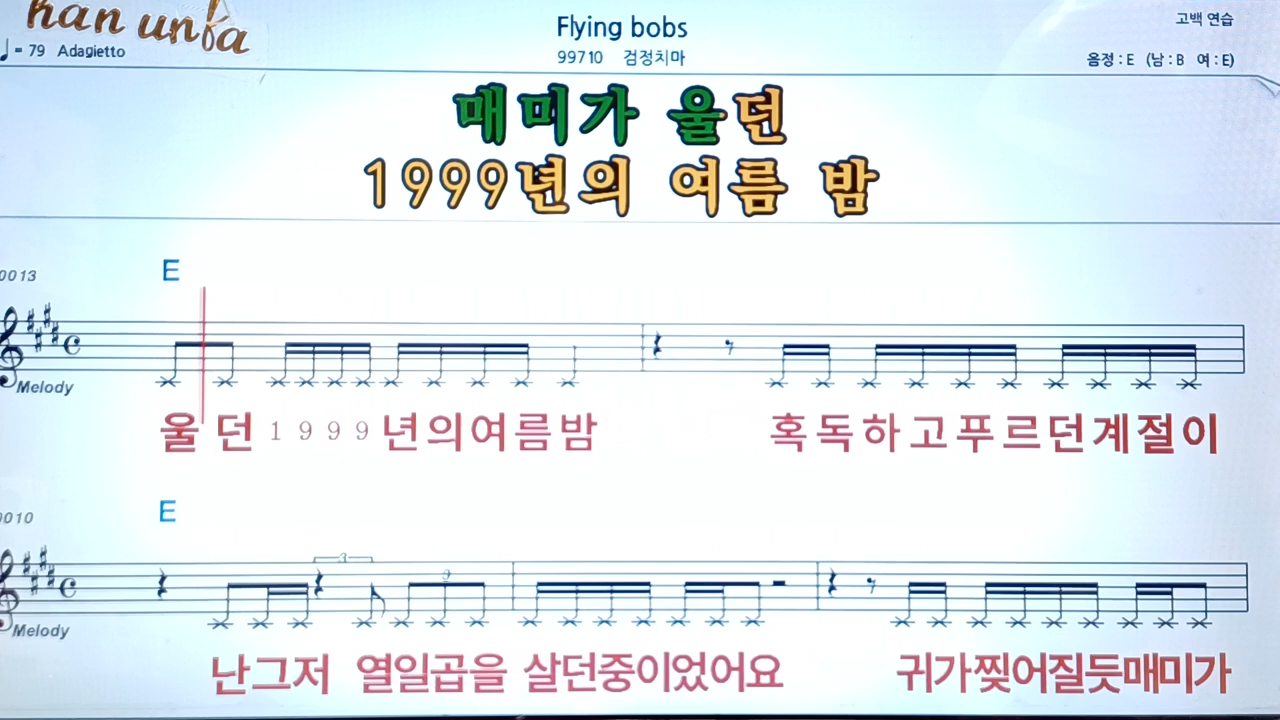 han unfa
Flying bobs
고백 연습
♩= 79 Adagietto
99710 검정치마
음정 : E (남 : B 여 : E)
매미가 울던
1999년의 여름 밤
0013
E
Melody
울던 1999년의여름밤 혹독하고푸르던계절이
0010
E
3
Melody
난그저 열일곱을 살던중이었어요 귀가찢어질듯매미가